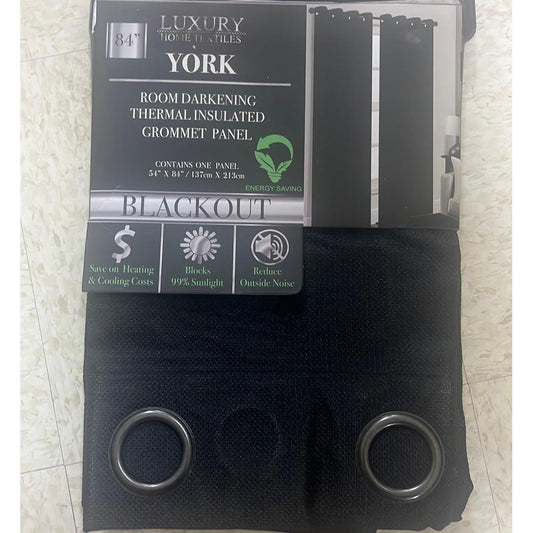 84"
LUXURY
HOME TEXTILES
YORK
ROOM DARKENING
THERMAL INSULATED
GROMMET PANEL
CONTAINS ONE PANEL
54" X 84" / 137cm X 213cm
ENERGY SAVING
BLACKOUT
$
Save on Heating
& Cooling Costs
Blocks
99% Sunlight
Reduce
Outside Noise